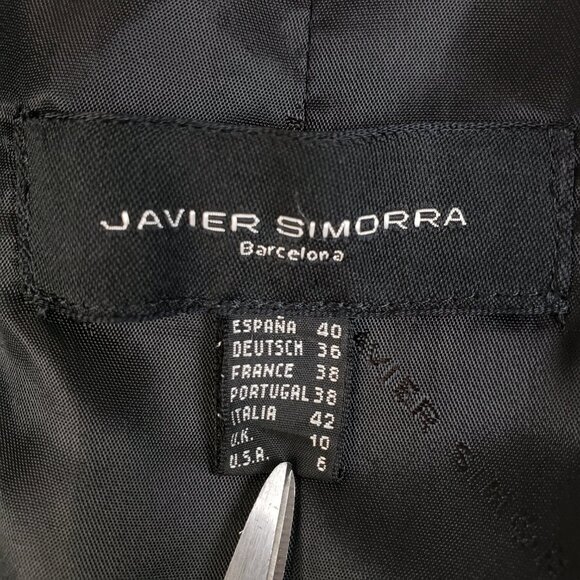 JAVIER SIMORRA
Barcelona
ESPAÑA 40
DEUTSCH 36
FRANCE 38
PORTUGAL 38
ITALIA 42
U.K. 10
U.S.A. 6